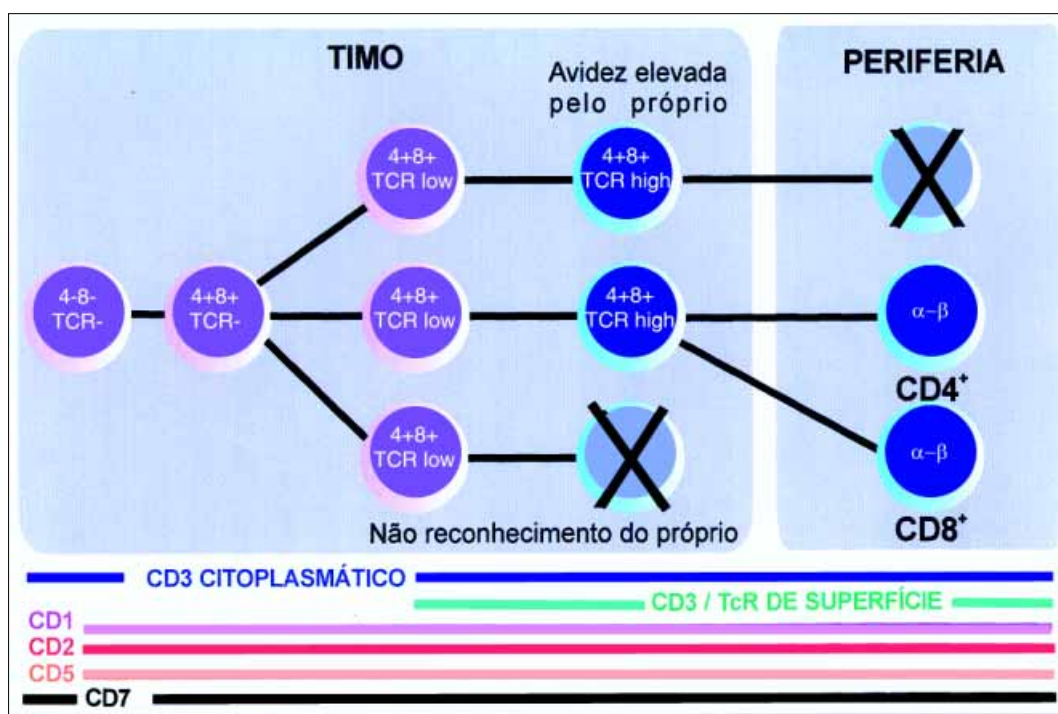 TIMO
PERIFERIA
Avidez elevada
pelo próprio
4+8+
TCR low
4+8+
TCR high
4-8-
TCR-
4+8+
TCR-
4+8+
TCR low
4+8+
TCR high
α-β
CD4+
4+8+
TCR low
α-β
CD8+
Não reconhecimento do próprio
CD3 CITOPLASMÁTICO
CD3 / TcR DE SUPERFÍCIE
CD1
CD2
CD5
CD7